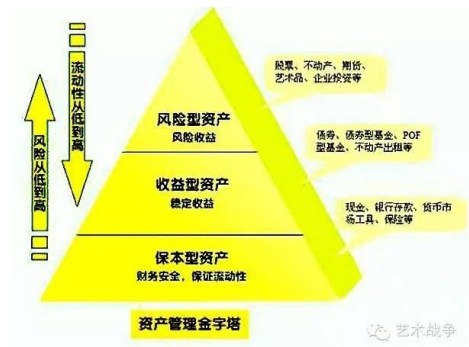 流动性从低到高
风险从低到高
风险型资产
风险收益
股票、不动产、期货、
艺术品、企业投资等
收益型资产
稳定收益
债券、债券型基金、POF
型基金、不动产出租等
保本型资产
财务安全，保证流动性
现金、银行存款、货币市
场工具、保险等
资产管理金字塔
艺术战争